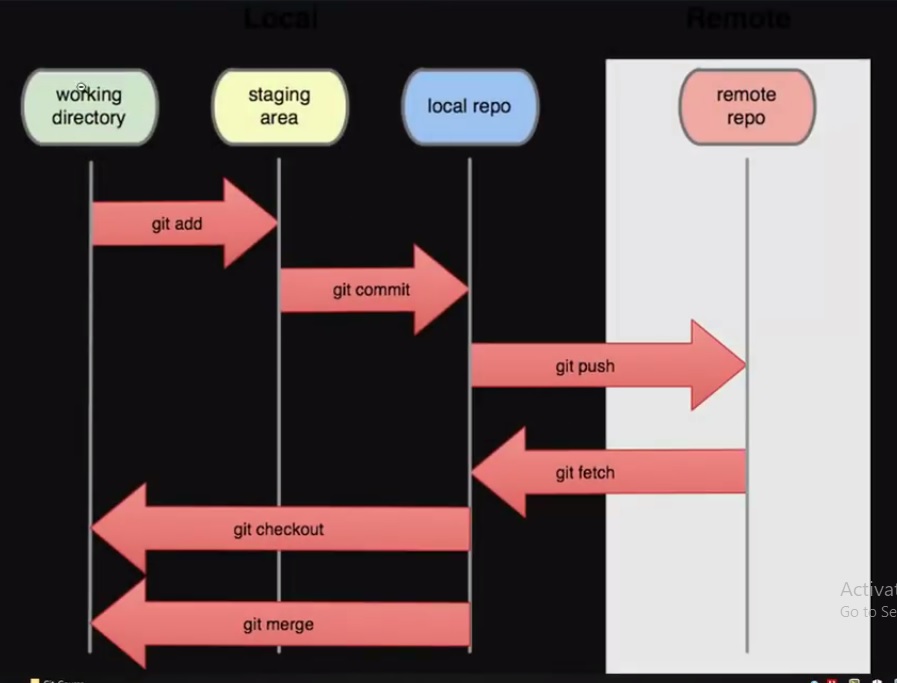 Local
Remote
working
directory
staging
area
local repo
remote
repo
git add
git commit
git push
git fetch
git checkout
git merge
Activat
Go to Se